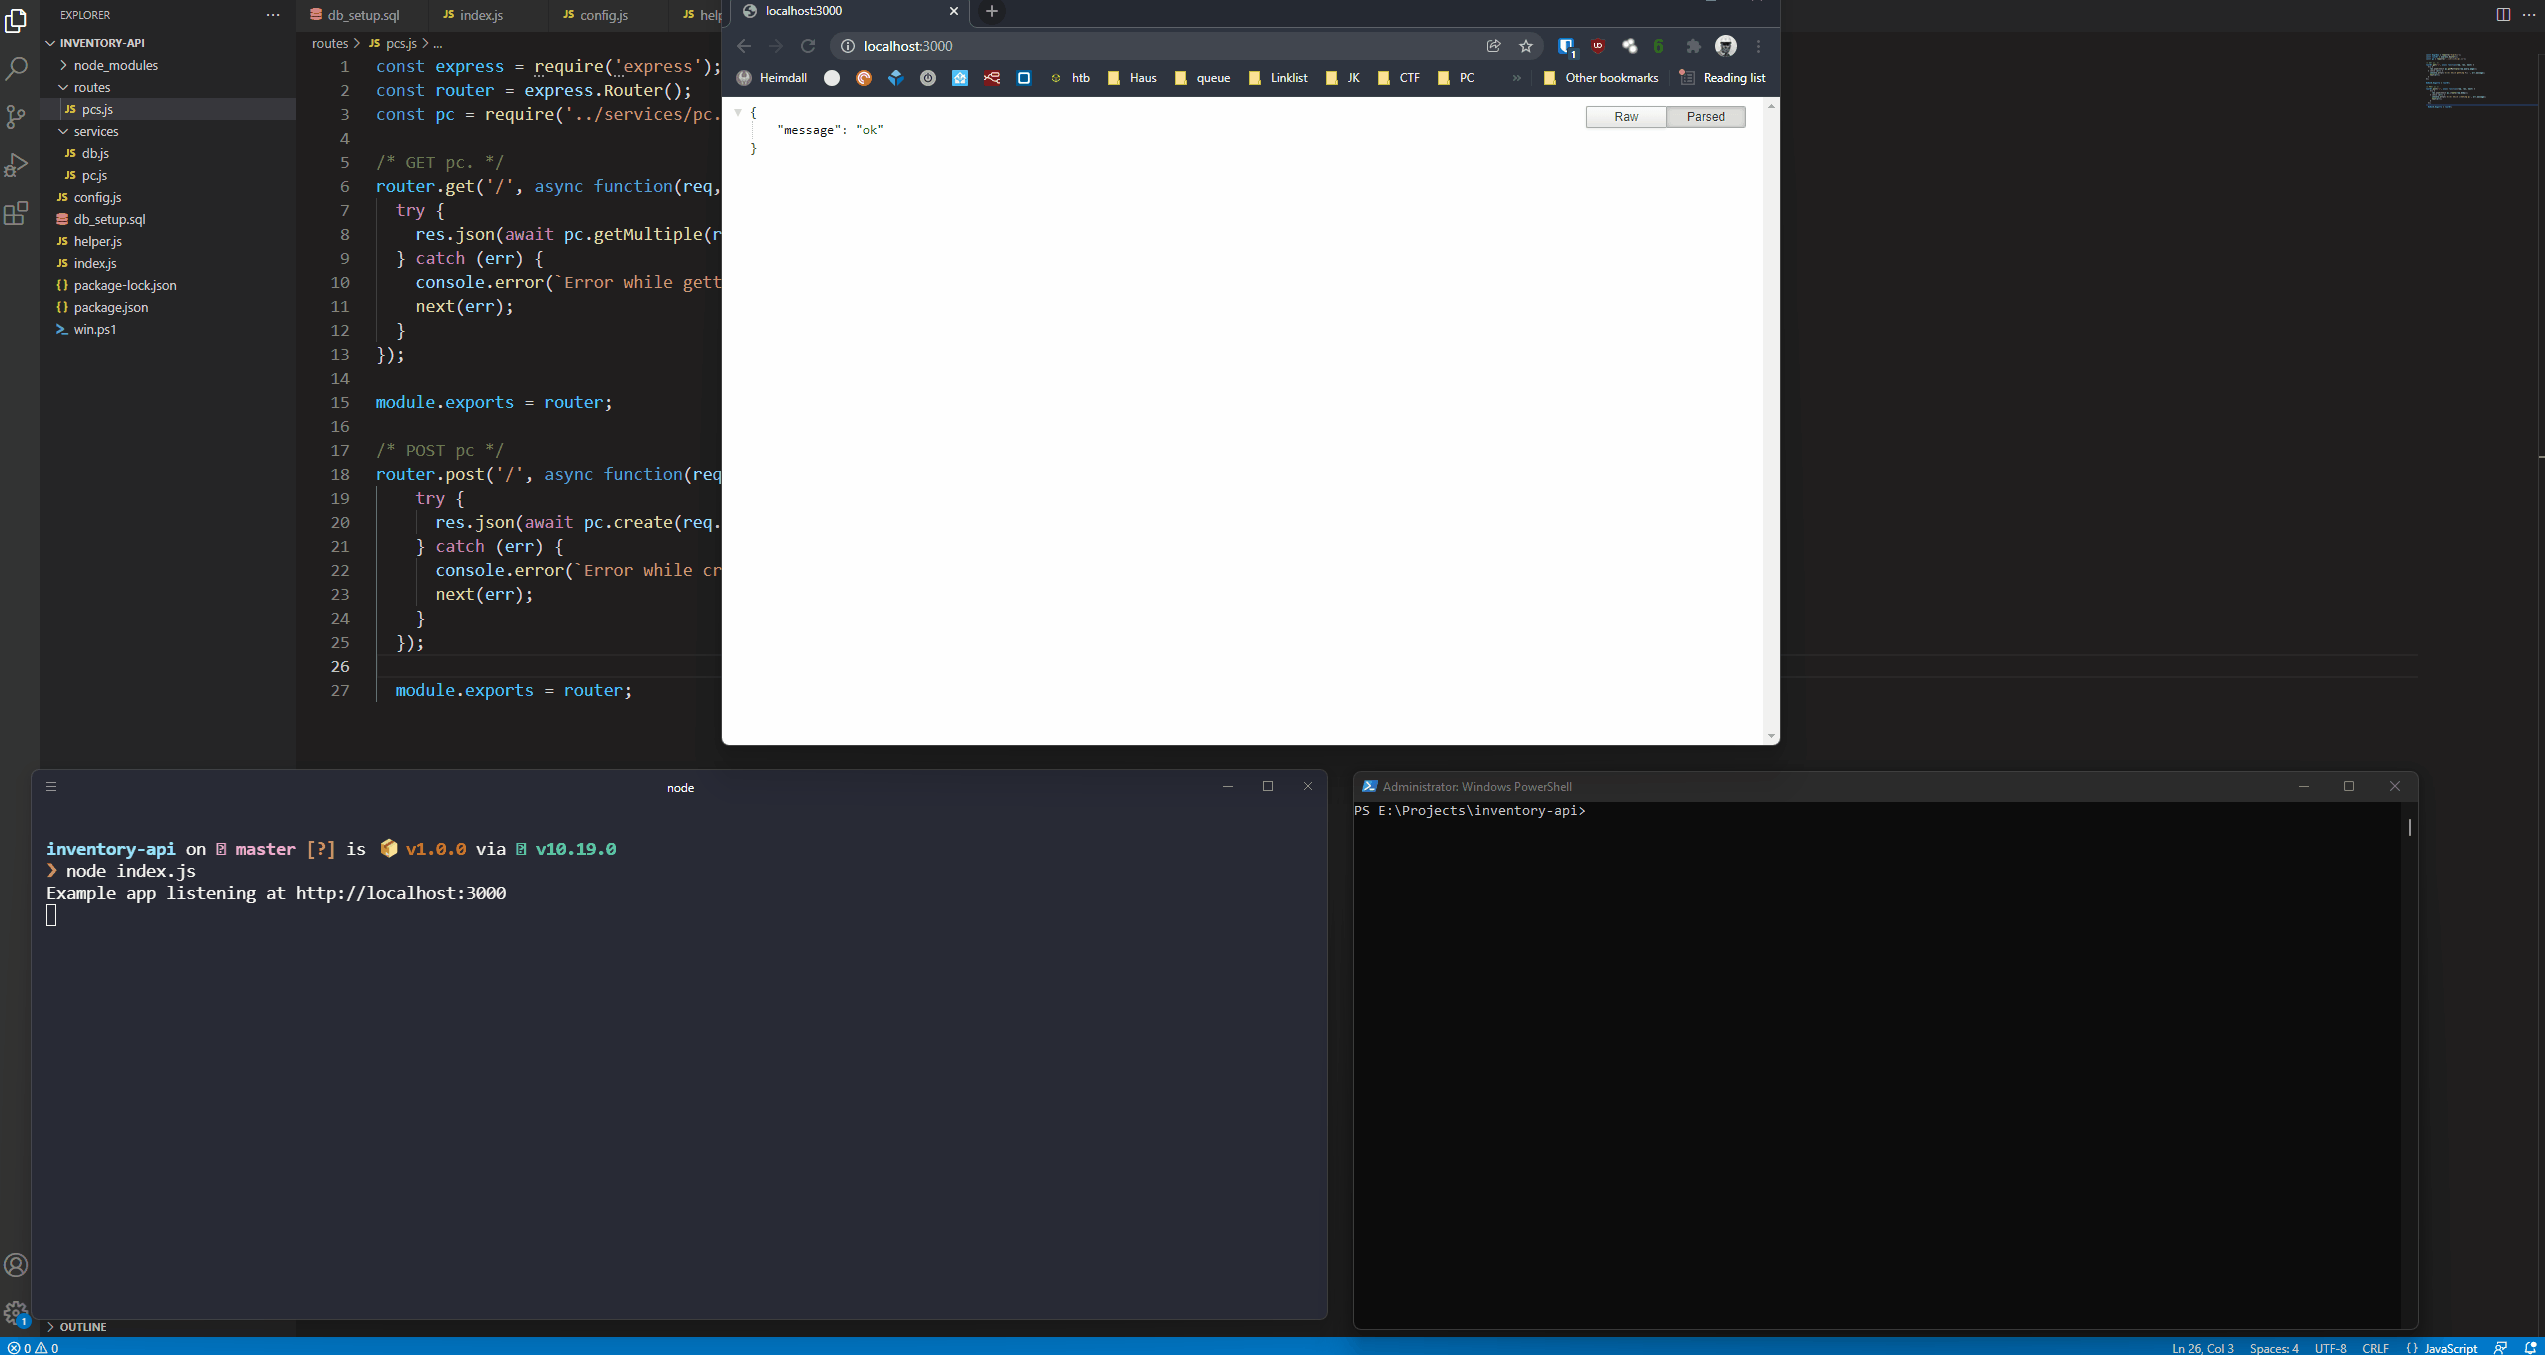 EXPLORER
INVENTORY-API
node_modules
routes
JS pcs.js
services
JS db.js
JS pc.js
JS config.js
db_setup.sql
JS helper.js
JS index.js
{} package-lock.json
{} package.json
win.ps1
OUTLINE
db_setup.sql JS index.js JS config.js JS help
routes > JS pcs.js > ...
1 const express = require('express');
2 const router = express.Router();
3 const pc = require('../services/pc.
4
5 /* GET pc. */
6 router.get('/', async function(req,
7 try {
8 res.json(await pc.getMultiple(r
9 } catch (err) {
10 console.error(`Error while gett
11 next(err);
12 }
13 });
14
15 module.exports = router;
16
17 /* POST pc */
18 router.post('/', async function(req
19 try {
20 res.json(await pc.create(req.
21 } catch (err) {
22 console.error(`Error while cr
23 next(err);
24 }
25 });
26
27 module.exports = router;
localhost:3000
localhost:3000
1 6
Heimdall htb Haus queue Linklist JK CTF PC » Other bookmarks Reading list
Raw Parsed
{
"message": "ok"
}
node
inventory-api on master [?] is v1.0.0 via v10.19.0
❯ node index.js
Example app listening at http://localhost:3000
Administrator: Windows PowerShell
PS E:\Projects\inventory-api>
1
0 0
Ln 26, Col 3 Spaces: 4 UTF-8 CRLF {} JavaScript